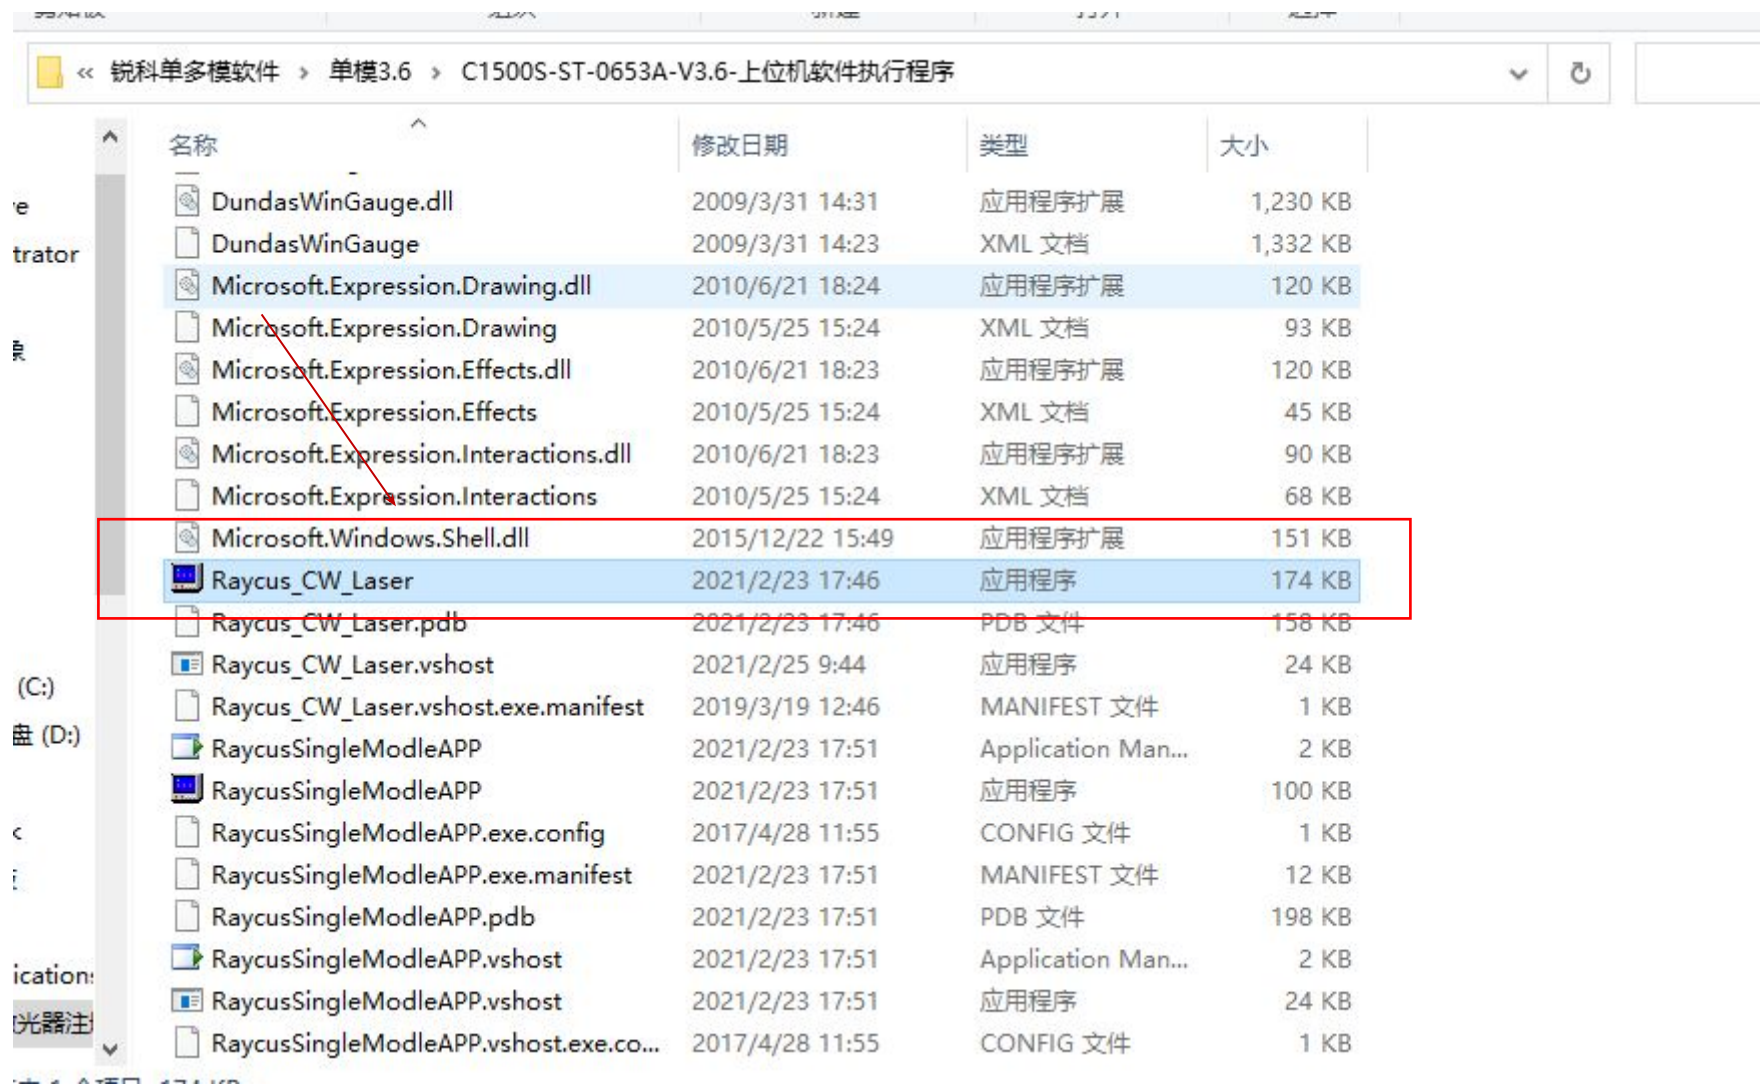 « 锐科单多模软件 › 单模3.6 › C1500S-ST-0653A-V3.6-上位机软件执行程序
名称 修改日期 类型 大小
DundasWinGauge.dll 2009/3/31 14:31 应用程序扩展 1,230 KB
DundasWinGauge 2009/3/31 14:23 XML 文档 1,332 KB
trator
Microsoft.Expression.Drawing.dll 2010/6/21 18:24 应用程序扩展 120 KB
Microsoft.Expression.Drawing 2010/5/25 15:24 XML 文档 93 KB
Microsoft.Expression.Effects.dll 2010/6/21 18:23 应用程序扩展 120 KB
Microsoft.Expression.Effects 2010/5/25 15:24 XML 文档 45 KB
Microsoft.Expression.Interactions.dll 2010/6/21 18:23 应用程序扩展 90 KB
Microsoft.Expression.Interactions 2010/5/25 15:24 XML 文档 68 KB
Microsoft.Windows.Shell.dll 2015/12/22 15:49 应用程序扩展 151 KB
Raycus_CW_Laser 2021/2/23 17:46 应用程序 174 KB
Raycus_CW_Laser.pdb 2021/2/23 17:46 PDB 文件 158 KB
Raycus_CW_Laser.vshost 2021/2/25 9:44 应用程序 24 KB
(C:)
Raycus_CW_Laser.vshost.exe.manifest 2019/3/19 12:46 MANIFEST 文件 1 KB
盘 (D:)
RaycusSingleModleAPP 2021/2/23 17:51 Application Man... 2 KB
RaycusSingleModleAPP 2021/2/23 17:51 应用程序 100 KB
RaycusSingleModleAPP.exe.config 2017/4/28 11:55 CONFIG 文件 1 KB
RaycusSingleModleAPP.exe.manifest 2021/2/23 17:51 MANIFEST 文件 12 KB
RaycusSingleModleAPP.pdb 2021/2/23 17:51 PDB 文件 198 KB
RaycusSingleModleAPP.vshost 2021/2/23 17:51 Application Man... 2 KB
ications
RaycusSingleModleAPP.vshost 2021/2/23 17:51 应用程序 24 KB
光器注
RaycusSingleModleAPP.vshost.exe.co... 2017/4/28 11:55 CONFIG 文件 1 KB